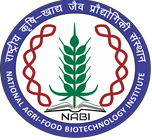 राष्ट्रीय कृषि-खाद्य जैव प्रौद्योगिकी संस्थान
NABI
NATIONAL AGRI-FOOD BIOTECHNOLOGY INSTITUTE